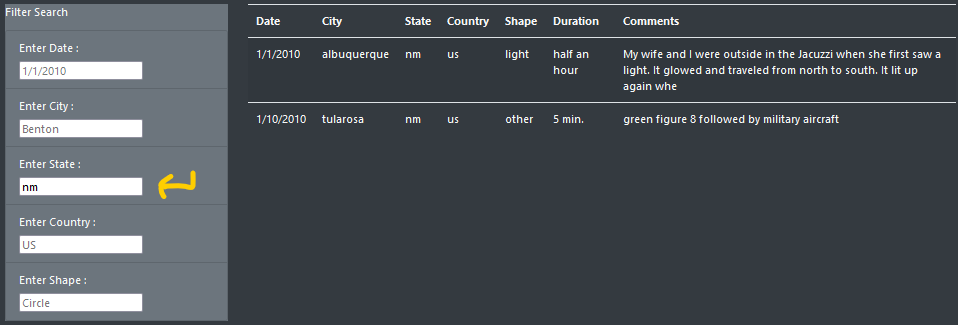 Filter Search
Enter Date :
1/1/2010
Enter City :
Benton
Enter State :
nm
Enter Country :
US
Enter Shape :
Circle
Date City State Country Shape Duration Comments
1/1/2010 albuquerque nm us light half an hour My wife and I were outside in the Jacuzzi when she first saw a
light. It glowed and traveled from north to south. It lit up
again whe
1/10/2010 tularosa nm us other 5 min. green figure 8 followed by military aircraft